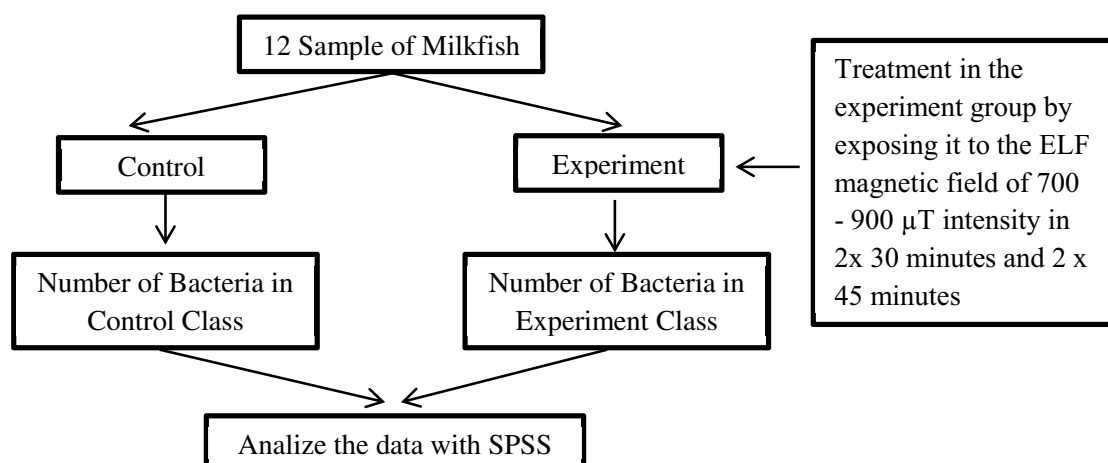 12 Sample of Milkfish
Control
Experiment
Treatment in the
experiment group by
exposing it to the ELF
magnetic field of 700
- 900 µT intensity in
2x 30 minutes and 2 x
45 minutes
Number of Bacteria in
Control Class
Number of Bacteria in
Experiment Class
Analize the data with SPSS